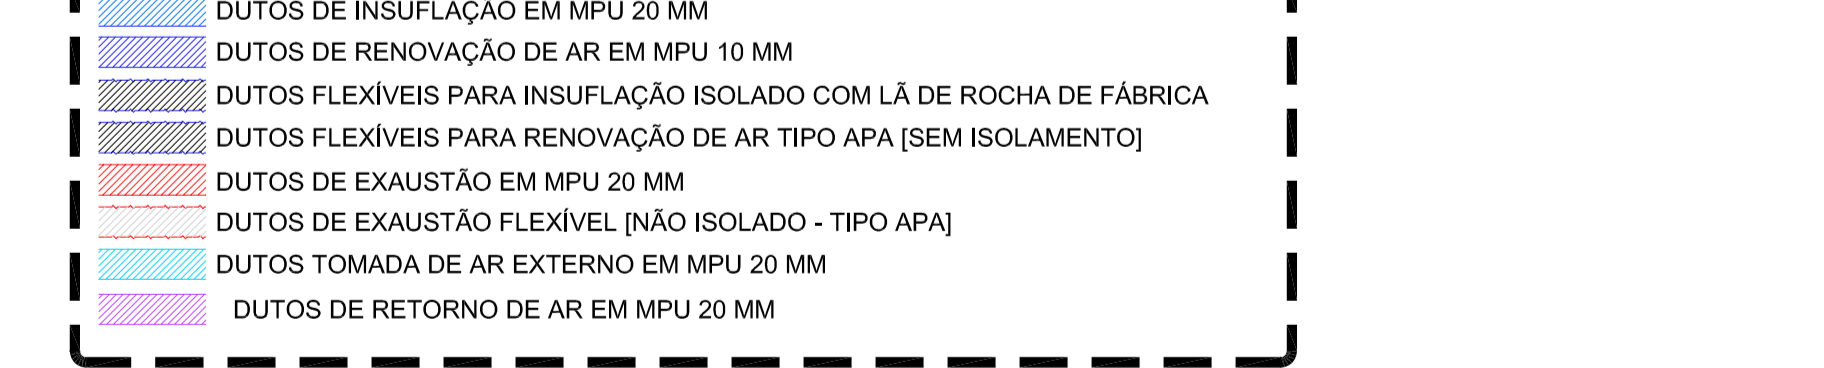 DUTOS DE INSUFLAÇÃO EM MPU 20 MM
DUTOS DE RENOVAÇÃO DE AR EM MPU 10 MM
DUTOS FLEXÍVEIS PARA INSUFLAÇÃO ISOLADO COM LÃ DE ROCHA DE FÁBRICA
DUTOS FLEXÍVEIS PARA RENOVAÇÃO DE AR TIPO APA [SEM ISOLAMENTO]
DUTOS DE EXAUSTÃO EM MPU 20 MM
DUTOS DE EXAUSTÃO FLEXÍVEL [NÃO ISOLADO - TIPO APA]
DUTOS TOMADA DE AR EXTERNO EM MPU 20 MM
DUTOS DE RETORNO DE AR EM MPU 20 MM